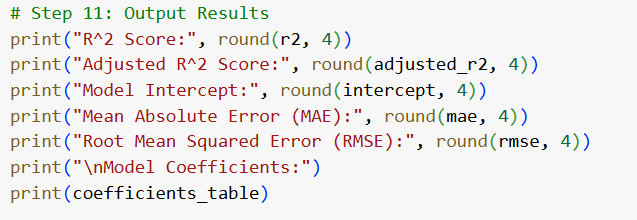 # Step 11: Output Results
print("R^2 Score:", round(r2, 4))
print("Adjusted R^2 Score:", round(adjusted_r2, 4))
print("Model Intercept:", round(intercept, 4))
print("Mean Absolute Error (MAE):", round(mae, 4))
print("Root Mean Squared Error (RMSE):", round(rmse, 4))
print("\nModel Coefficients:")
print(coefficients_table)